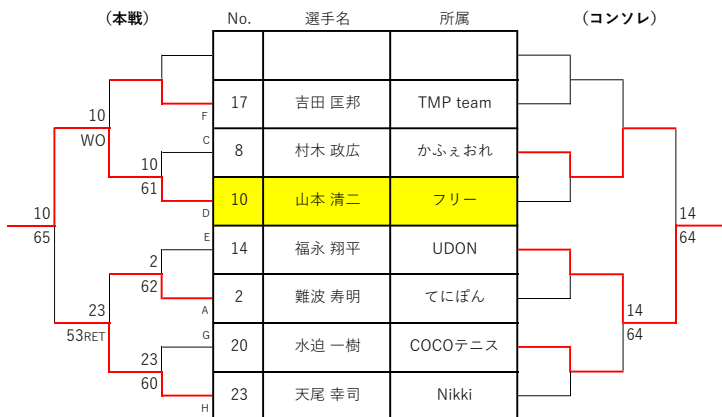 （本戦） No. 選手名 所属 （コンソレ）
F 17 吉田 匡邦 TMP team
10
WO
C 8 村木 政広 かふぇおれ
10
61
D 10 山本 清二 フリー
10
65
14
64
E 14 福永 翔平 UDON
2
62
A 2 難波 寿明 てにぽん
23
53RET
14
64
G 20 水迫 一樹 COCOテニス
23
60
H 23 天尾 幸司 Nikki